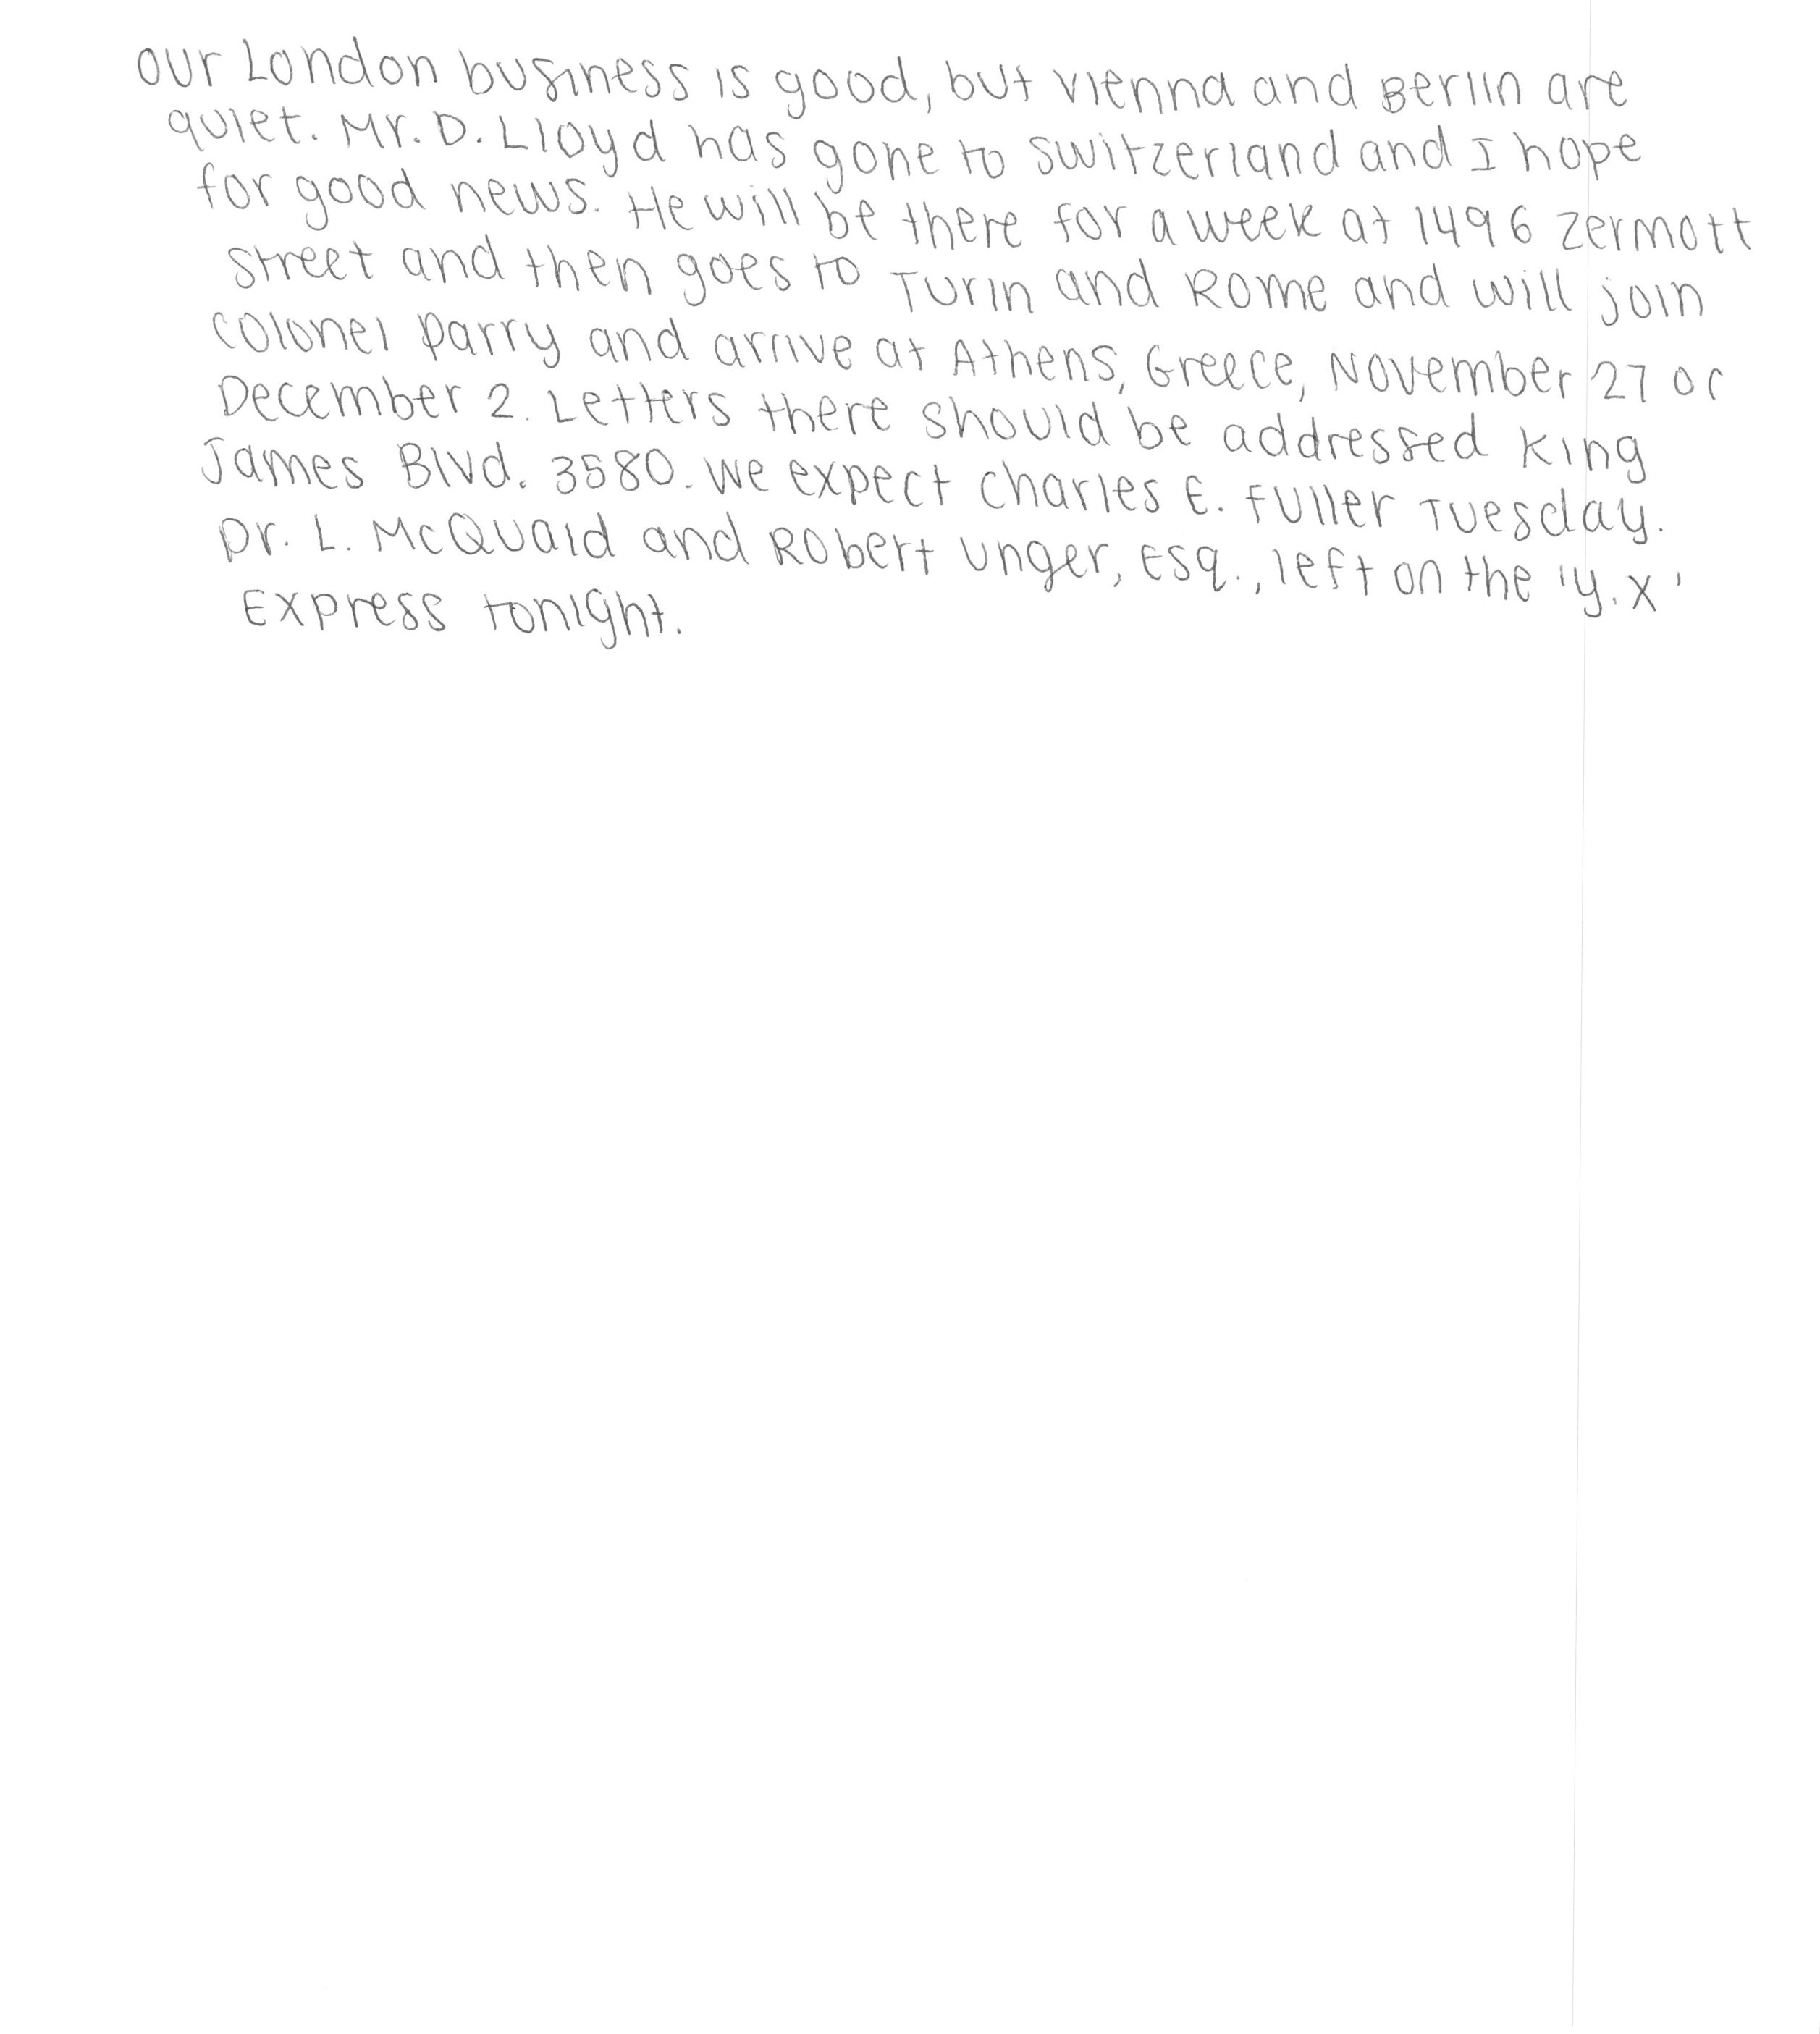 Our London business is good, but Vienna and Berlin are
quiet. Mr. D. Lloyd has gone to Switzerland and I hope
for good news. He will be there for a week at 1496 Zermott
Street and then goes to Turin and Rome and will join
Colonel Parry and arrive at Athens, Greece, November 27 or
December 2. Letters there should be addressed King
James Blvd. 3580. We expect Charles E. Fuller Tuesday.
Dr. L. McQuaid and Robert Unger, Esq., left on the 'Y.X'
Express tonight.